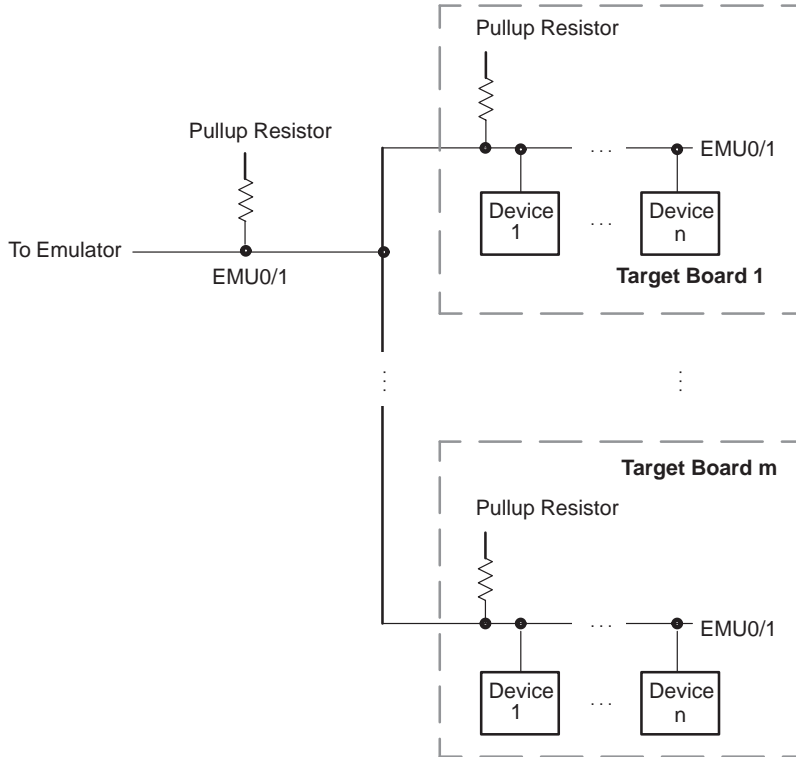 Pullup Resistor
Pullup Resistor
To Emulator
EMU0/1
. . .
EMU0/1
Device
1
. . .
Device
n
Target Board 1
. . .
. . .
Target Board m
Pullup Resistor
. . .
EMU0/1
Device
1
. . .
Device
n